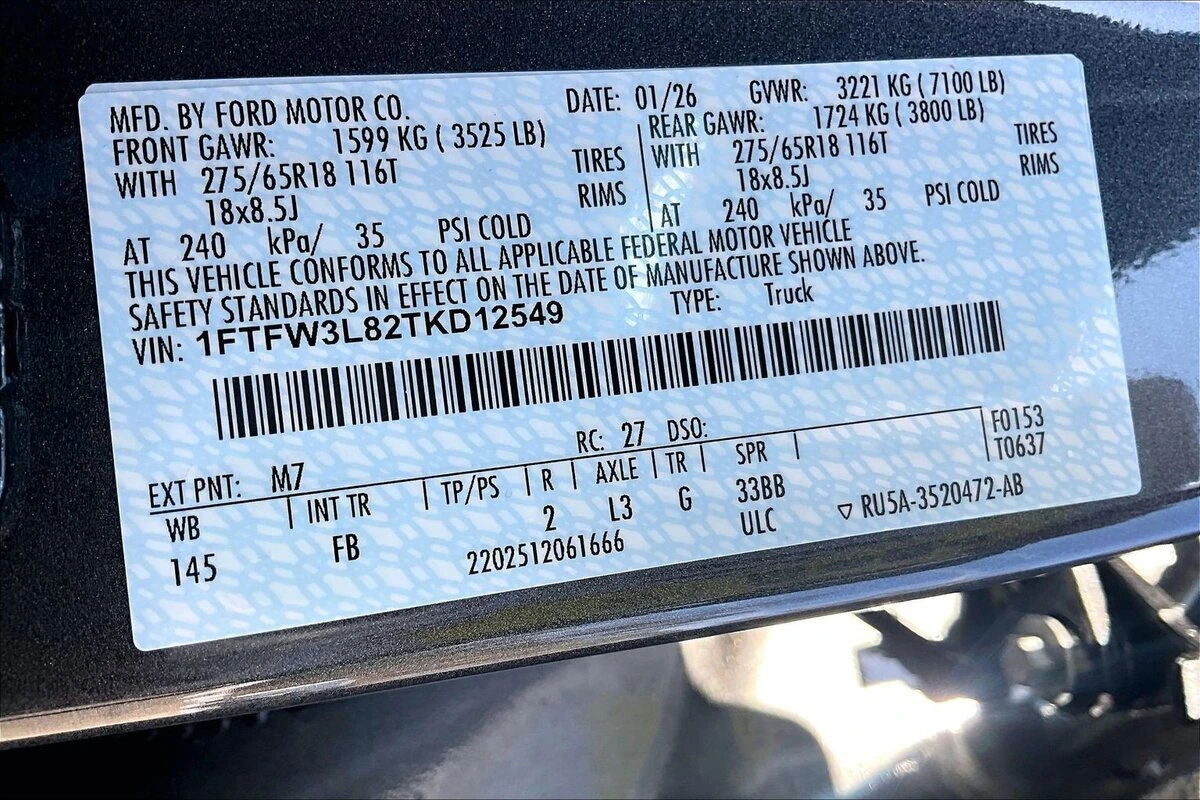 MFD. BY FORD MOTOR CO. DATE: 01/26 GVWR: 3221 KG ( 7100 LB)
FRONT GAWR: 1599 KG ( 3525 LB) REAR GAWR: 1724 KG ( 3800 LB)
WITH 275/65R18 116T TIRES WITH 275/65R18 116T TIRES
18x8.5J RIMS 18x8.5J RIMS
AT 240 kPa/ 35 PSI COLD AT 240 kPa/ 35 PSI COLD
THIS VEHICLE CONFORMS TO ALL APPLICABLE FEDERAL MOTOR VEHICLE
SAFETY STANDARDS IN EFFECT ON THE DATE OF MANUFACTURE SHOWN ABOVE.
VIN: 1FTFW3L82TKD12549 TYPE: Truck
EXT PNT: M7 RC: 27 DSO: F0153
WB INT TR TP/PS R AXLE TR SPR T0637
145 FB 2 L3 G 33BB
2202512061666 ULC ▽ RU5A-3520472-AB